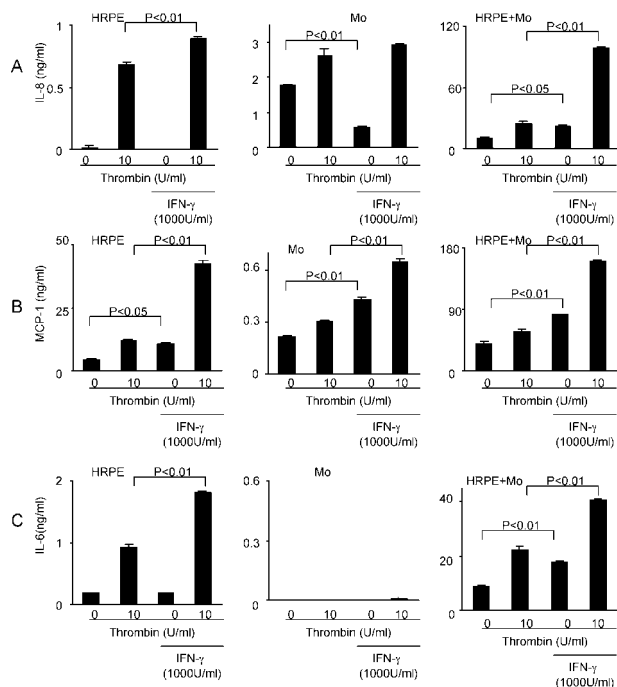 HRPE P<0.01
A
IL-8 (ng/ml)
1
0.5
0
0 10 0 10
Thrombin (U/ml)
IFN-γ
(1000U/ml)
Mo
P<0.01
3
2
1
0
0 10 0 10
Thrombin (U/ml)
IFN-γ
(1000U/ml)
HRPE+Mo
P<0.01
P<0.05
120
90
60
30
0
0 10 0 10
Thrombin (U/ml)
IFN-γ
(1000U/ml)
B
HRPE P<0.01
P<0.05
MCP-1 (ng/ml)
50
25
0
0 10 0 10
Thrombin (U/ml)
IFN-γ
(1000U/ml)
Mo
P<0.01
P<0.01
0.6
0.3
0
0 10 0 10
Thrombin (U/ml)
IFN-γ
(1000U/ml)
HRPE+Mo P<0.01
P<0.01
180
90
0
0 10 0 10
Thrombin (U/ml)
IFN-γ
(1000U/ml)
C
HRPE P<0.01
IL-6(ng/ml)
2
1
0
0 10 0 10
Thrombin (U/ml)
IFN-γ
(1000U/ml)
Mo
0.6
0.3
0
0 10 0 10
Thrombin (U/ml)
IFN-γ
(1000U/ml)
HRPE+Mo P<0.01
P<0.01
40
20
0
0 10 0 10
Thrombin (U/ml)
IFN-γ
(1000U/ml)